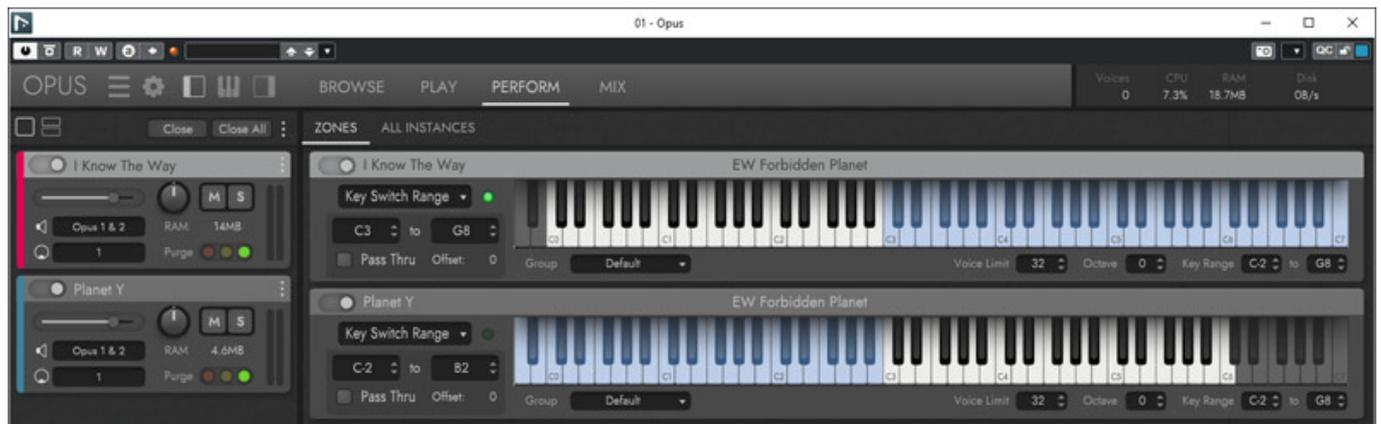 01 - Opus
R W QC
OPUS BROWSE PLAY PERFORM MIX Voices CPU RAM Disk
0 7.3% 18.7MB 0B/s
Close Close All ZONES ALL INSTANCES
I Know The Way
M S
Opus 1 & 2 RAM 14MB
1 Purge
Planet Y
M S
Opus 1 & 2 RAM 4.6MB
1 Purge
I Know The Way EW Forbidden Planet
Key Switch Range
C3 to G8
C0 C1 C2 C3 C4 C5 C6 C7
Pass Thru Offset: 0 Group Default Voice Limit 32 Octave 0 Key Range C-2 to G8
Planet Y EW Forbidden Planet
Key Switch Range
C-2 to B2
C0 C1 C2 C3 C4 C5 C6 C7
Pass Thru Offset: 0 Group Default Voice Limit 32 Octave 0 Key Range C-2 to G8